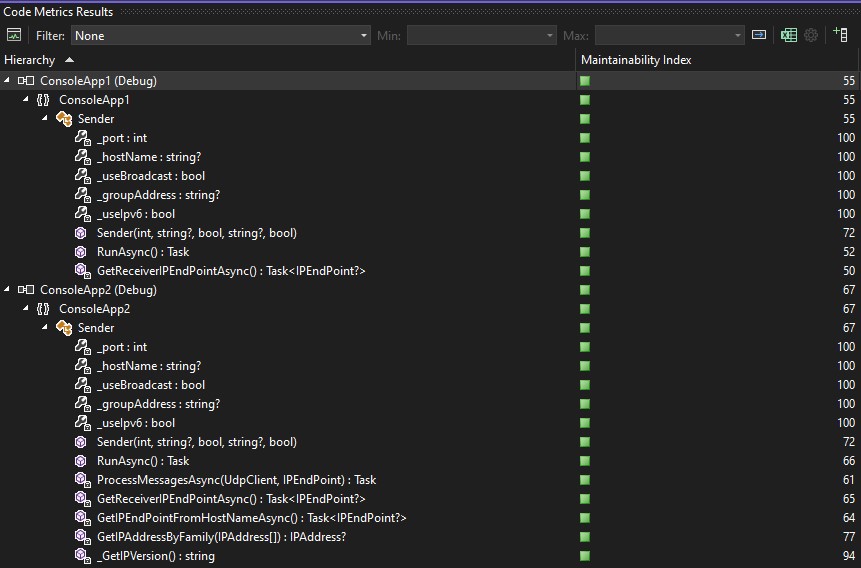 Code Metrics Results
Filter: None Min: Max:
Hierarchy Maintainability Index
ConsoleApp1 (Debug) 55
{} ConsoleApp1 55
Sender 55
_port : int 100
_hostName : string? 100
_useBroadcast : bool 100
_groupAddress : string? 100
_useIpv6 : bool 100
Sender(int, string?, bool, string?, bool) 72
RunAsync() : Task 52
GetReceiverIPEndPointAsync() : Task<IPEndPoint?> 50
ConsoleApp2 (Debug) 67
{} ConsoleApp2 67
Sender 67
_port : int 100
_hostName : string? 100
_useBroadcast : bool 100
_groupAddress : string? 100
_useIpv6 : bool 100
Sender(int, string?, bool, string?, bool) 72
RunAsync() : Task 66
ProcessMessagesAsync(UdpClient, IPEndPoint) : Task 61
GetReceiverIPEndPointAsync() : Task<IPEndPoint?> 65
GetIPEndPointFromHostNameAsync() : Task<IPEndPoint?> 64
GetIPAddressByFamily(IPAddress[]) : IPAddress? 77
_GetIPVersion() : string 94